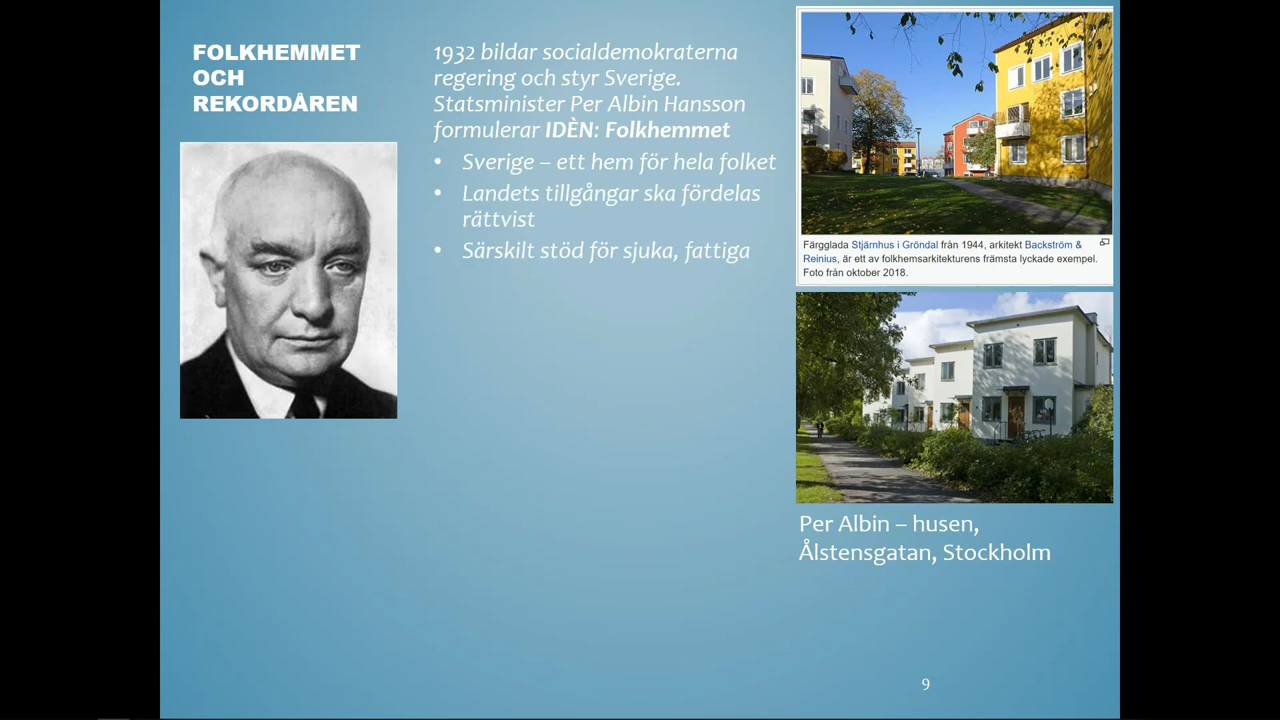 FOLKHEMMET
OCH
REKORDÅREN
1932 bildar socialdemokraterna
regering och styr Sverige.
Statsminister Per Albin Hansson
formulerar IDÈN: Folkhemmet
• Sverige – ett hem för hela folket
• Landets tillgångar ska fördelas
rättvist
• Särskilt stöd för sjuka, fattiga
Färgglada Stjärnhus i Gröndal från 1944, arkitekt Backström &
Reinius, är ett av folkhemsarkitekturens främsta lyckade exempel.
Foto från oktober 2018.
Per Albin – husen,
Ålstensgatan, Stockholm
9